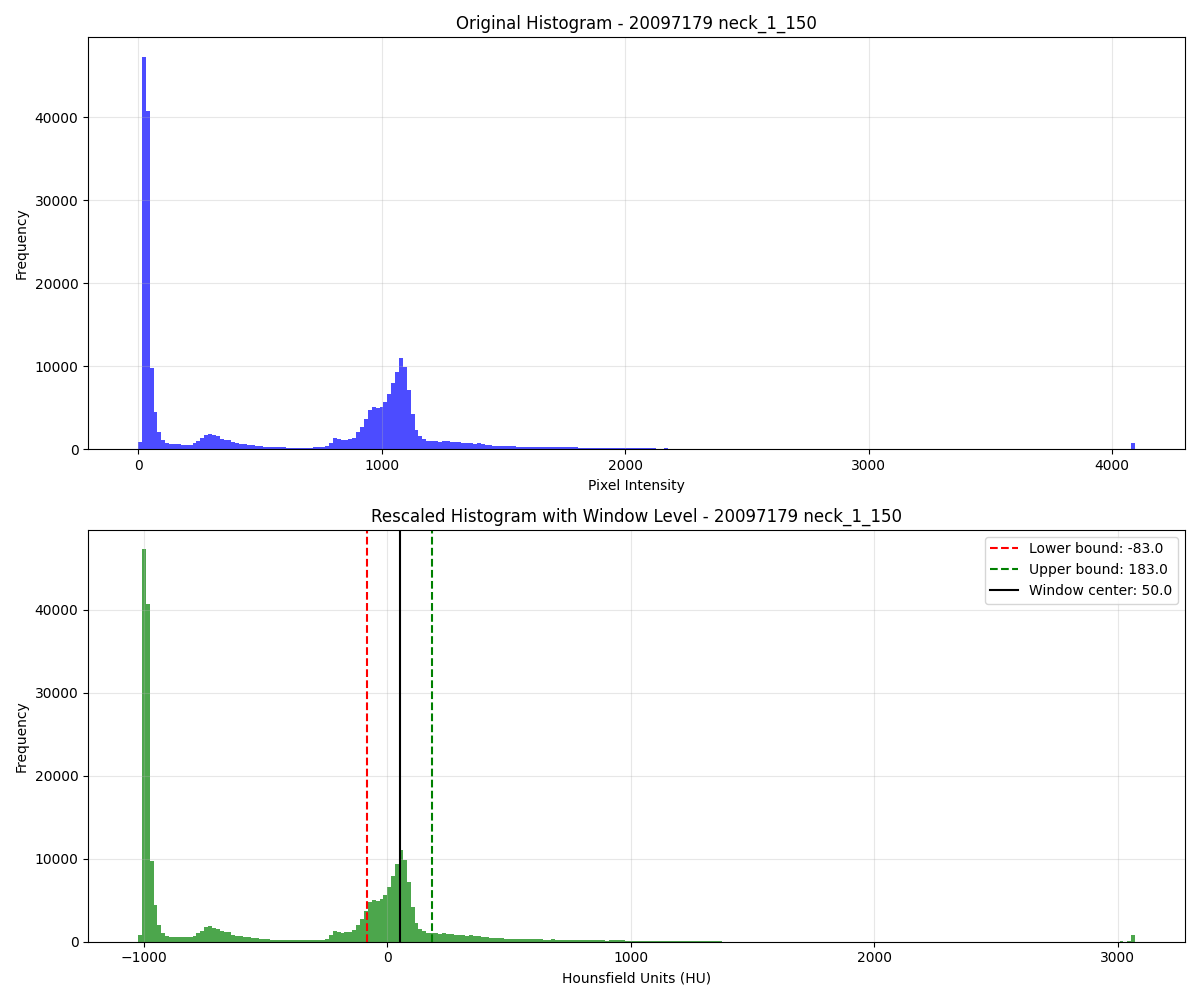 Original Histogram - 20097179 neck_1_150
Frequency
40000
30000
20000
10000
0
0 1000 2000 3000 4000
Pixel Intensity
Rescaled Histogram with Window Level - 20097179 neck_1_150
Lower bound: -83.0
Upper bound: 183.0
Window center: 50.0
Frequency
40000
30000
20000
10000
0
−1000 0 1000 2000 3000
Hounsfield Units (HU)